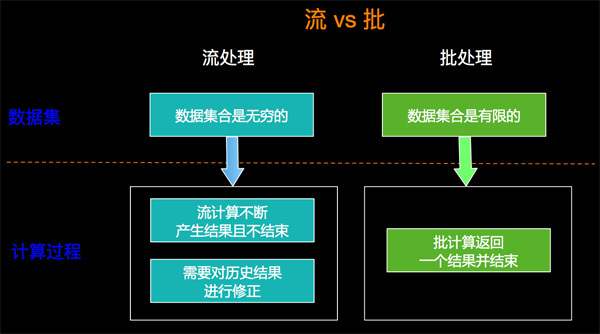 流 vs 批
流处理
批处理
数据集
数据集合是无穷的
数据集合是有限的
计算过程
流计算不断
产生结果且不结束
需要对历史结果
进行修正
批计算返回
一个结果并结束